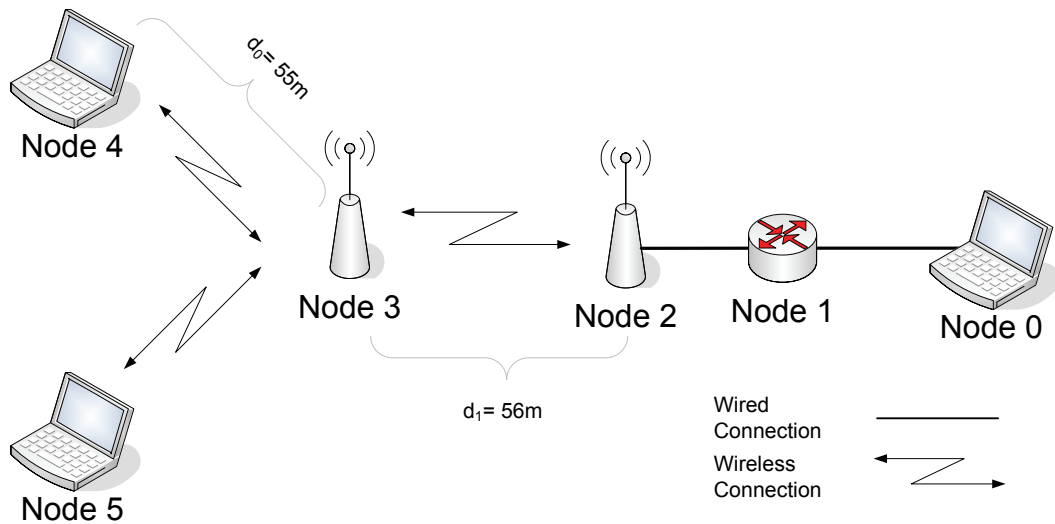 d₀= 55m
Node 4
Node 3
Node 2
Node 1
Node 0
d₁= 56m
Node 5
Wired
Connection
Wireless
Connection